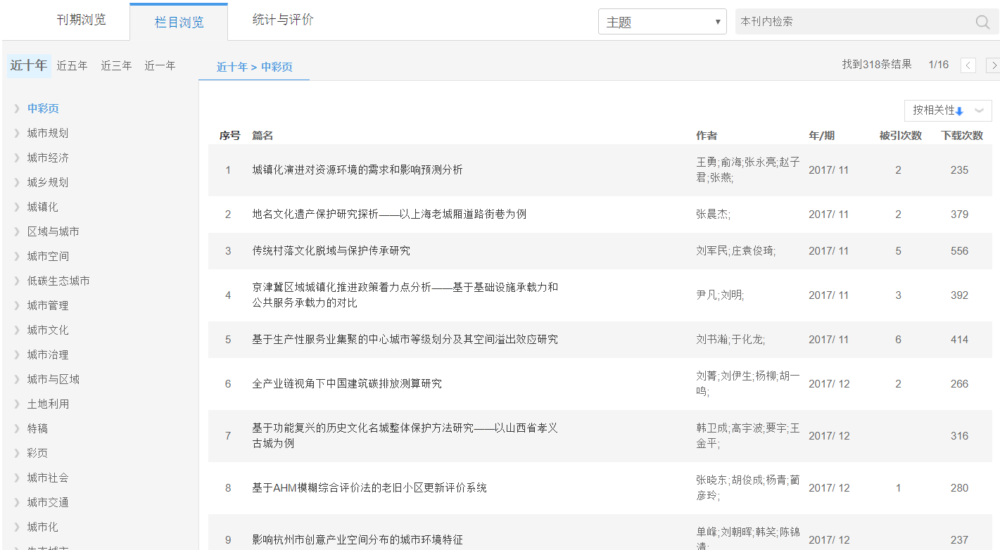 刊期浏览
栏目浏览
统计与评价
主题
本刊内检索
近十年 近五年 近三年 近一年
近十年 > 中彩页
找到318条结果 1/16
中彩页
城市规划
城市经济
城乡规划
城镇化
区域与城市
城市空间
低碳生态城市
城市管理
城市文化
城市治理
城市与区域
土地利用
特稿
彩页
城市社会
城市交通
城市化
生态城市
按相关性
序号 篇名 作者 年/期 被引次数 下载次数
1 城镇化演进对资源环境的需求和影响预测分析 王勇;俞海;张永亮;赵子
君;张燕; 2017/ 11 2 235
2 地名文化遗产保护研究探析——以上海老城厢道路街巷为例 张晨杰; 2017/ 11 2 379
3 传统村落文化脱域与保护传承研究 刘军民;庄袁俊琦; 2017/ 11 5 556
4 京津冀区域城镇化推进政策着力点分析——基于基础设施承载力和
公共服务承载力的对比 尹凡;刘明; 2017/ 11 3 392
5 基于生产性服务业集聚的中心城市等级划分及其空间溢出效应研究 刘书瀚;于化龙; 2017/ 11 6 414
6 全产业链视角下中国建筑碳排放测算研究 刘菁;刘伊生;杨柳;胡一
鸣; 2017/ 12 2 266
7 基于功能复兴的历史文化名城整体保护方法研究——以山西省孝义
古城为例 韩卫成;高宇波;要宇;王
金平; 2017/ 12 316
8 基于AHM模糊综合评价法的老旧小区更新评价系统 张晓东;胡俊成;杨青;蔺
彦玲; 2017/ 12 1 280
9 影响杭州市创意产业空间分布的城市环境特征 单峰;刘朝晖;韩笑;陈锦
清; 2017/ 12 237